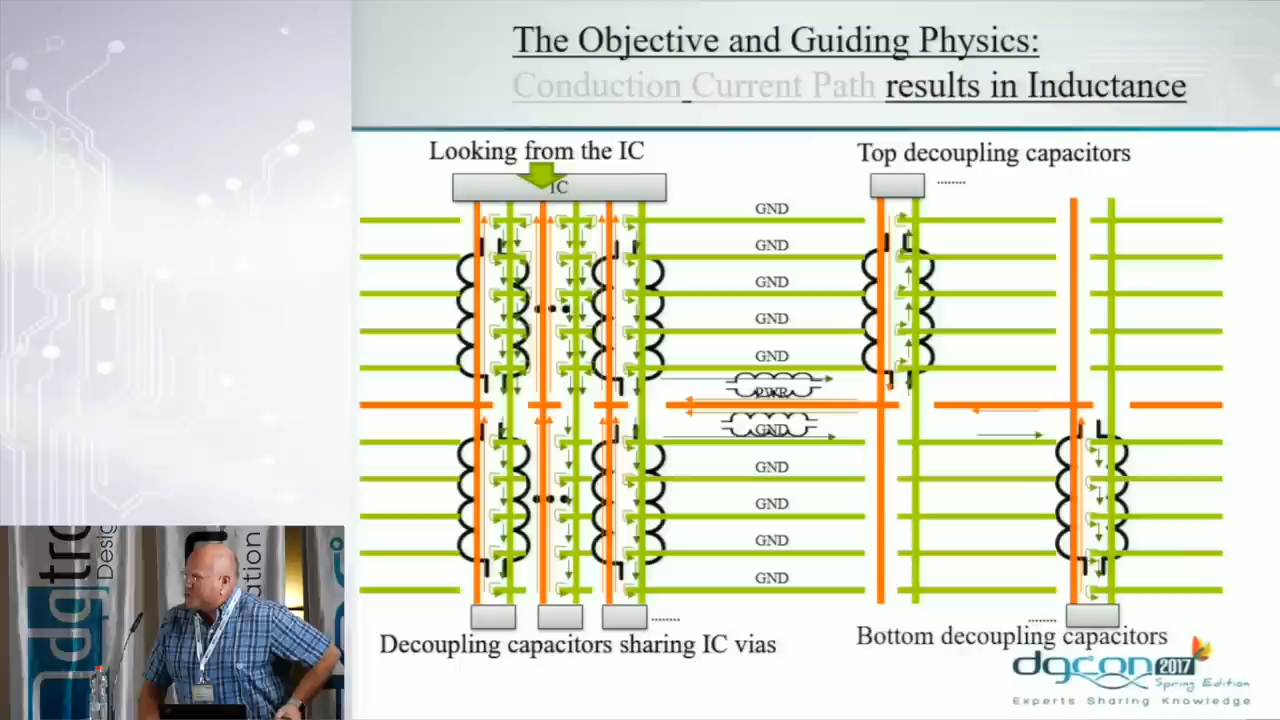 The Objective and Guiding Physics:
Conduction Current Path results in Inductance
Looking from the IC
Top decoupling capacitors
IC
........
GND
GND
GND
GND
GND
PWR
GND
GND
GND
GND
GND
........
........
Decoupling capacitors sharing IC vias
Bottom decoupling capacitors
dgcon 2017
Spring Edition
Experts Sharing Knowledge
Design